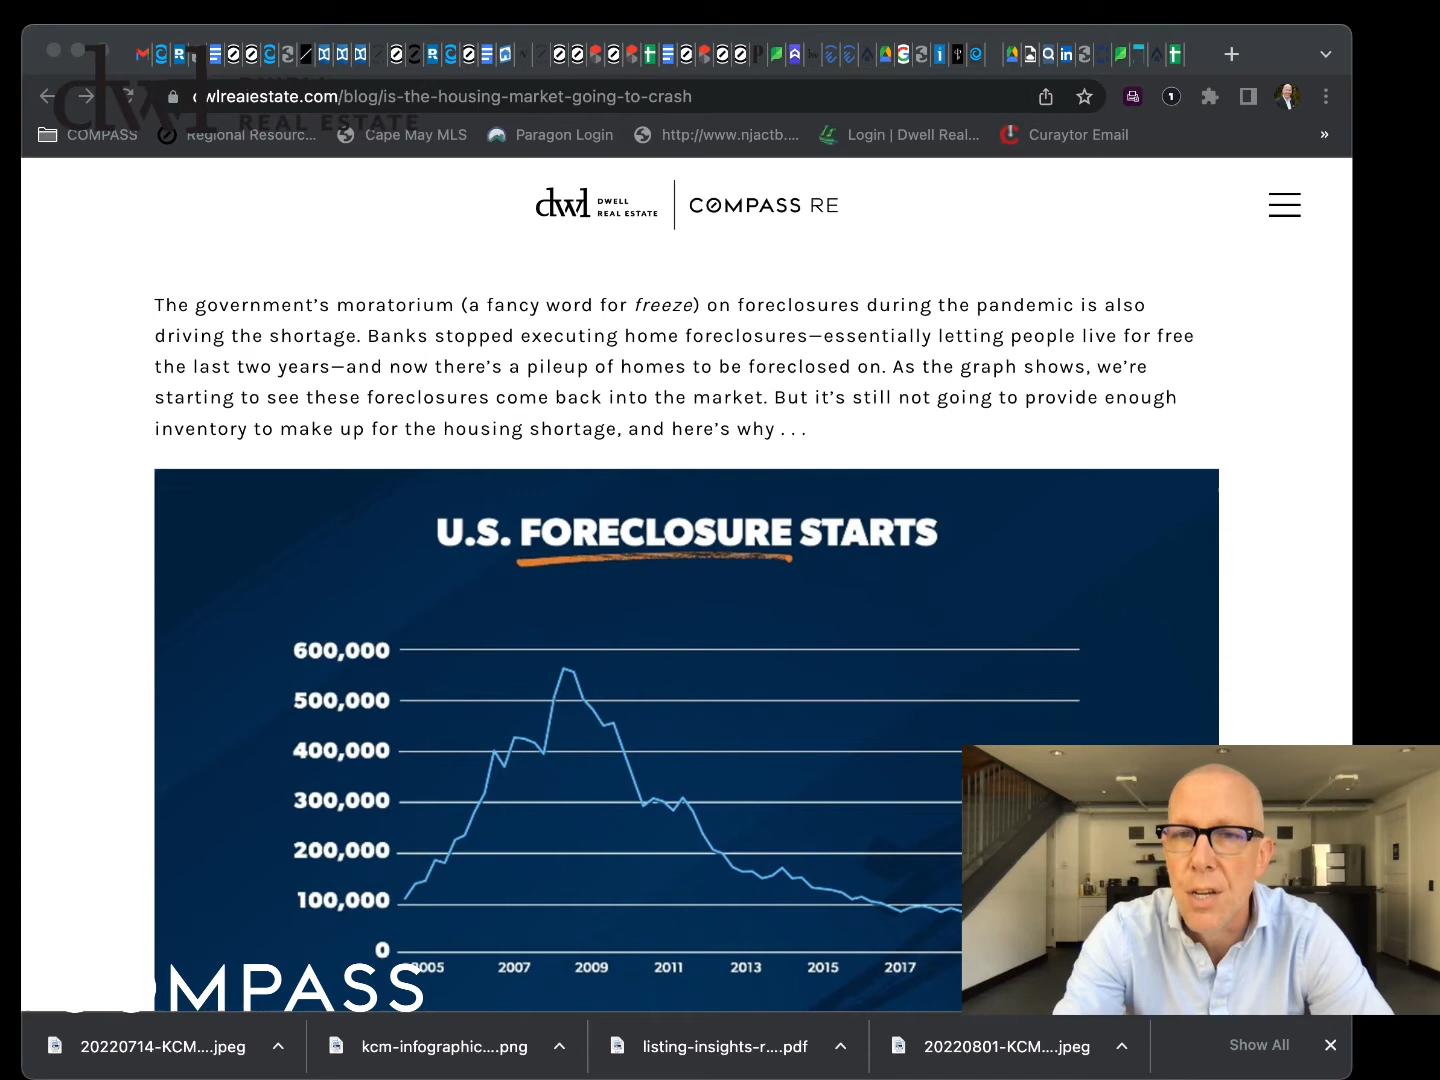 dwl DWELL
REAL ESTATE
wlrealestate.com/blog/is-the-housing-market-going-to-crash
COMPASS
Regional Resourc...
Cape May MLS
Paragon Login
http://www.njactb....
Login | Dwell Real...
Curaytor Email
»
dwl DWELL REAL ESTATE COMPASS RE
The government's moratorium (a fancy word for freeze) on foreclosures during the pandemic is also
driving the shortage. Banks stopped executing home foreclosures—essentially letting people live for free
the last two years—and now there's a pileup of homes to be foreclosed on. As the graph shows, we're
starting to see these foreclosures come back into the market. But it's still not going to provide enough
inventory to make up for the housing shortage, and here's why . . .
U.S. FORECLOSURE STARTS
600,000
500,000
400,000
300,000
200,000
100,000
0
2005 2007 2009 2011 2013 2015 2017
COMPASS
20220714-KCM....jpeg
kcm-infographic....png
listing-insights-r....pdf
20220801-KCM....jpeg
Show All